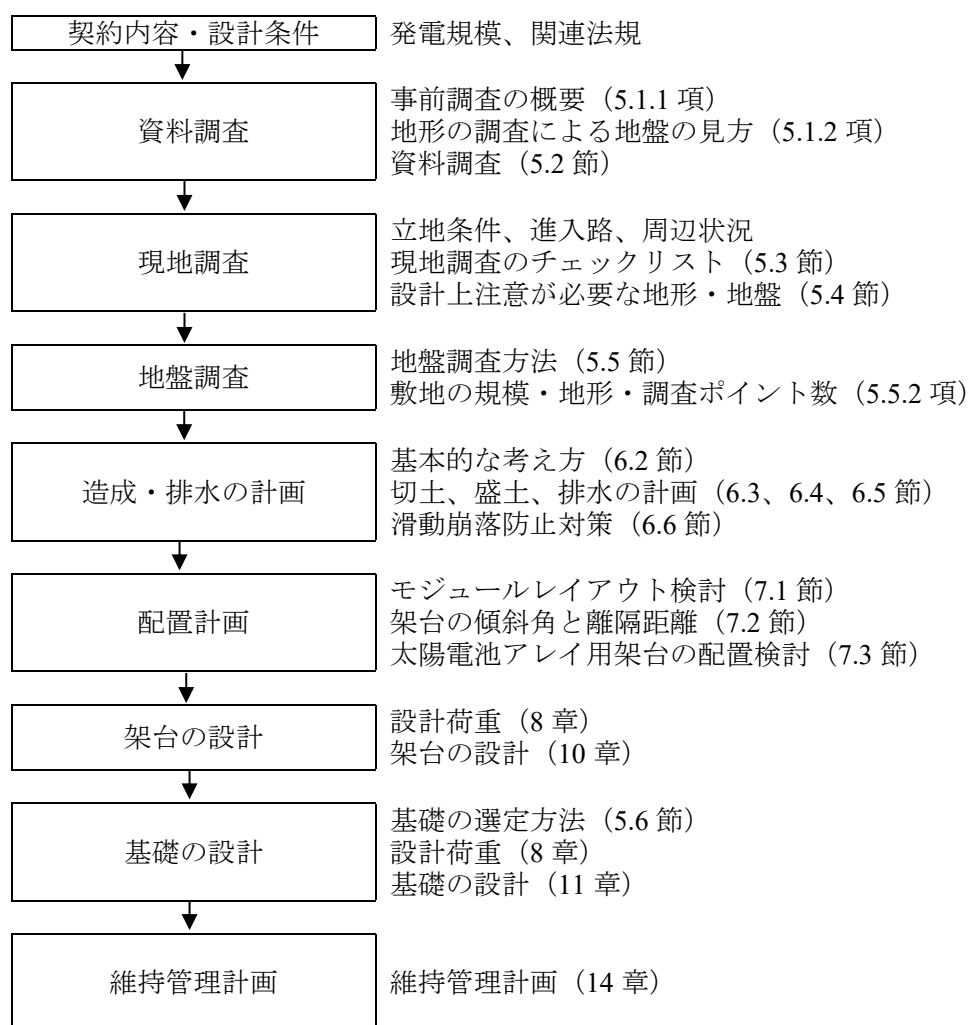 契約内容・設計条件
発電規模、関連法規
資料調査
事前調査の概要（5.1.1 項）
地形の調査による地盤の見方（5.1.2 項）
資料調査（5.2 節）
現地調査
立地条件、進入路、周辺状況
現地調査のチェックリスト（5.3 節）
設計上注意が必要な地形・地盤（5.4 節）
地盤調査
地盤調査方法（5.5 節）
敷地の規模・地形・調査ポイント数（5.5.2 項）
造成・排水の計画
基本的な考え方（6.2 節）
切土、盛土、排水の計画（6.3、6.4、6.5 節）
滑動崩落防止対策（6.6 節）
配置計画
モジュールレイアウト検討（7.1 節）
架台の傾斜角と離隔距離（7.2 節）
太陽電池アレイ用架台の配置検討（7.3 節）
架台の設計
設計荷重（8 章）
架台の設計（10 章）
基礎の設計
基礎の選定方法（5.6 節）
設計荷重（8 章）
基礎の設計（11 章）
維持管理計画
維持管理計画（14 章）